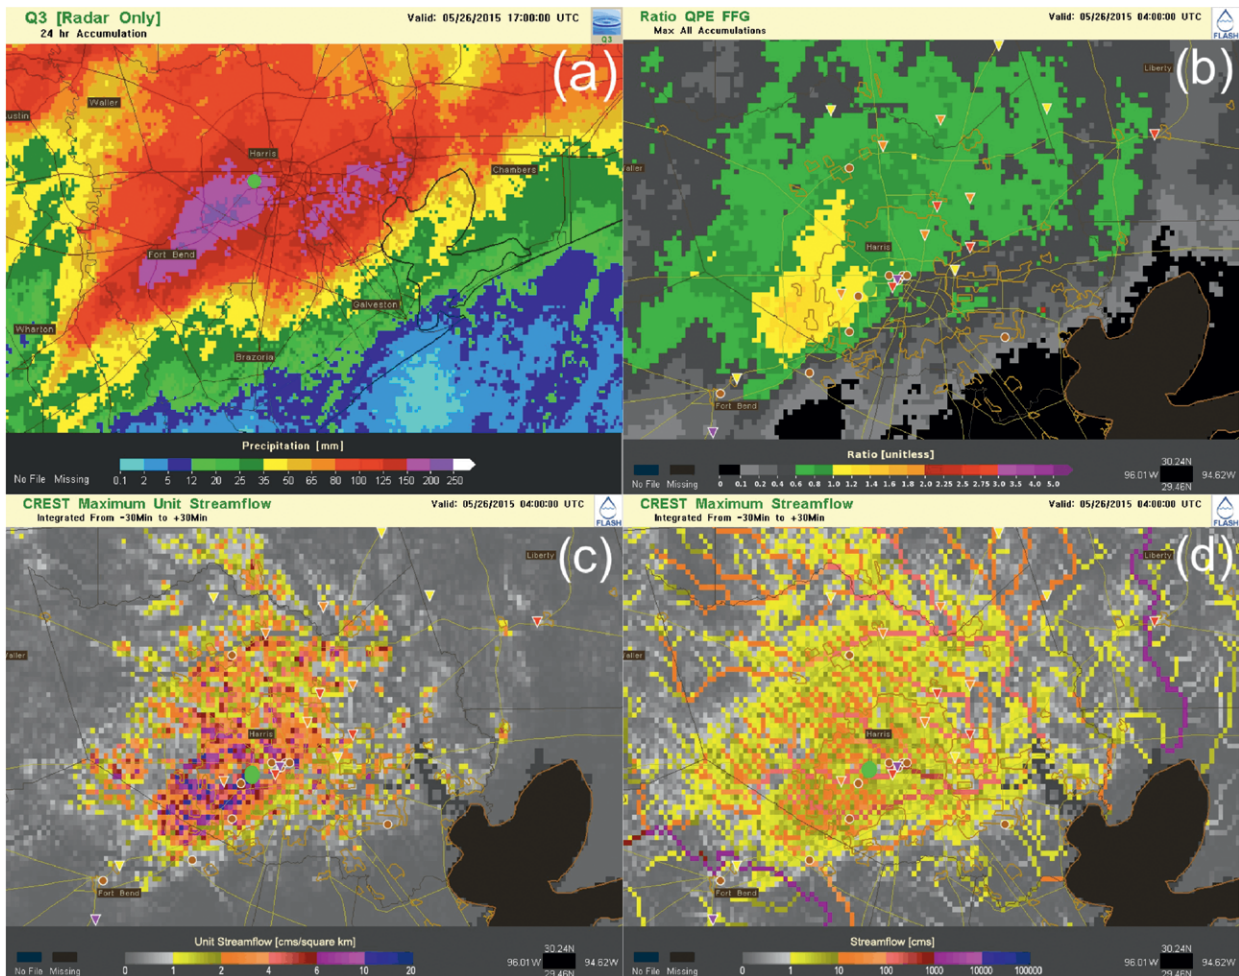 Q3 [Radar Only]
24 hr Accumulation
Valid: 05/26/2015 17:00:00 UTC
Q3
(a)
Waller
Harris
Chambers
Fort Bend
Galveston
Wharton
Brazoria
Precipitation [mm]
No File Missing
0.1 2 5 10 12 20 25 35 50 65 80 100 125 150 200 250
Ratio QPE FFG
Max All Accumulations
Valid: 05/26/2015 04:00:00 UTC
FLASH
(b)
Liberty
Harris
Fort Bend
Ratio [unitless]
No File Missing
0 0.1 0.2 0.4 0.6 0.8 1.0 1.2 1.4 1.6 1.8 2.0 2.25 2.5 2.75 3.0 3.5 4.0 5.0
30.24N
96.01W 94.62W
29.46N
CREST Maximum Unit Streamflow
Integrated From -30Min to +30Min
Valid: 05/26/2015 04:00:00 UTC
FLASH
(c)
Liberty
Harris
Fort Bend
Unit Streamflow [cms/square km]
No File Missing
0 1 2 4 6 10 20
30.24N
96.01W 94.62W
29.46N
CREST Maximum Streamflow
Integrated From -30Min to +30Min
Valid: 05/26/2015 04:00:00 UTC
FLASH
(d)
Liberty
Harris
Fort Bend
Streamflow [cms]
No File Missing
0 1 10 100 1000 10000 100000
30.24N
96.01W 94.62W
29.46N